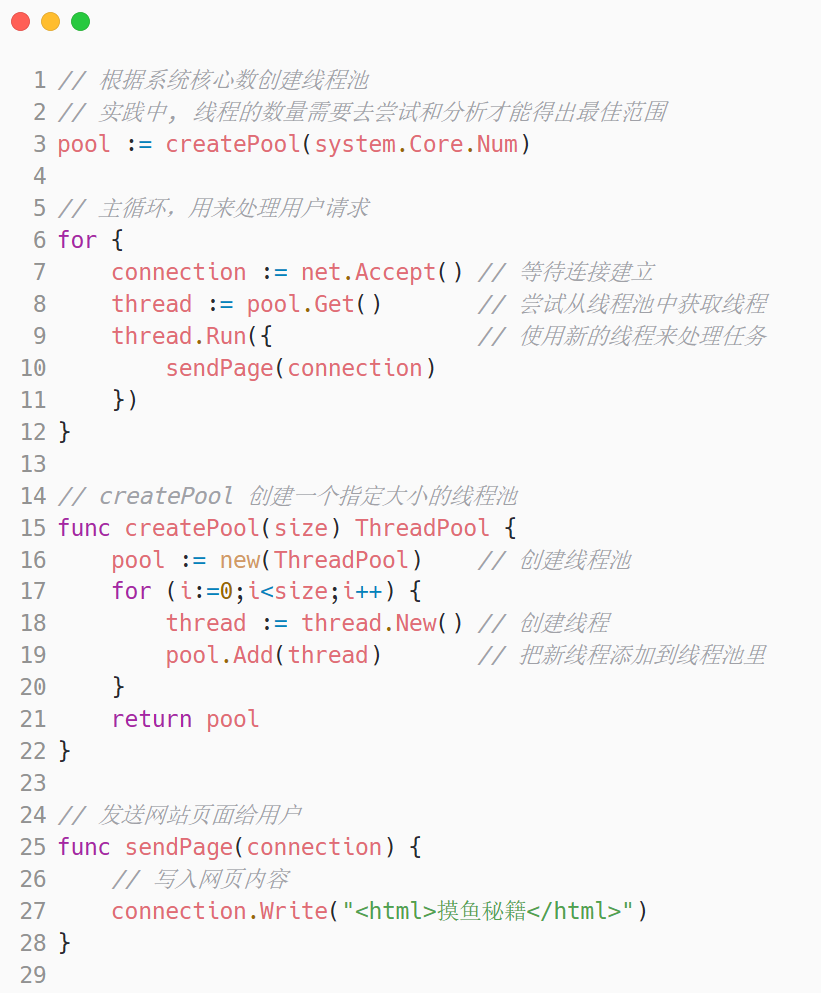 1 // 根据系统核心数创建线程池
2 // 实践中, 线程的数量需要去尝试和分析才能得出最佳范围
3 pool := createPool(system.Core.Num)
4
5 // 主循环，用来处理用户请求
6 for {
7     connection := net.Accept() // 等待连接建立
8     thread := pool.Get()       // 尝试从线程池中获取线程
9     thread.Run({               // 使用新的线程来处理任务
10         sendPage(connection)
11     })
12 }
13
14 // createPool 创建一个指定大小的线程池
15 func createPool(size) ThreadPool {
16     pool := new(ThreadPool)    // 创建线程池
17     for (i:=0;i<size;i++) {
18         thread := thread.New() // 创建线程
19         pool.Add(thread)       // 把新线程添加到线程池里
20     }
21     return pool
22 }
23
24 // 发送网站页面给用户
25 func sendPage(connection) {
26     // 写入网页内容
27     connection.Write("<html>摸鱼秘籍</html>")
28 }
29